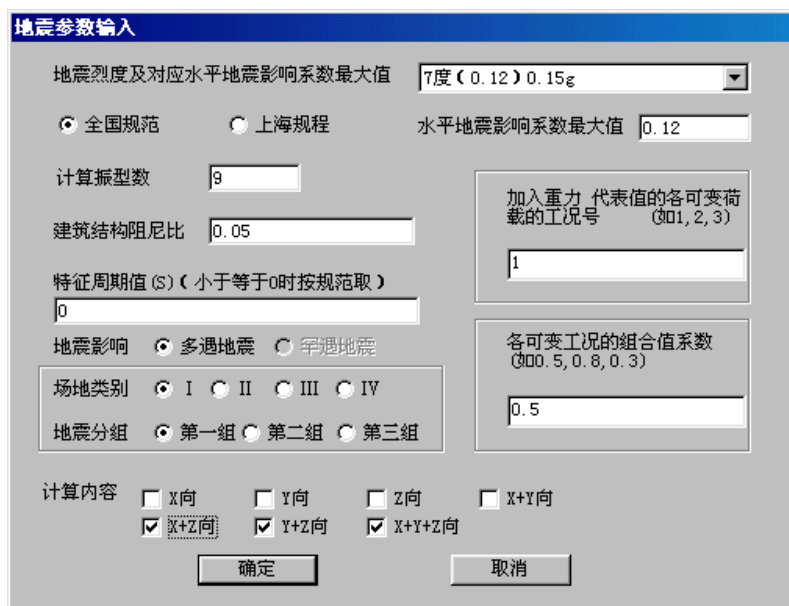 地震参数输入
地震烈度及对应水平地震影响系数最大值 7度(0.12)0.15g
全国规范 上海规程 水平地震影响系数最大值 0.12
计算振型数 9
加入重力 代表值的各可变荷
载的工况号 (如1,2,3)
建筑结构阻尼比 0.05
1
特征周期值(S)(小于等于0时按规范取)
0
地震影响 多遇地震 罕遇地震
各可变工况的组合值系数
(如0.5,0.8,0.3)
场地类别 I II III IV
0.5
地震分组 第一组 第二组 第三组
计算内容 X向 Y向 Z向 X+Y向
X+Z向 Y+Z向 X+Y+Z向
确定 取消